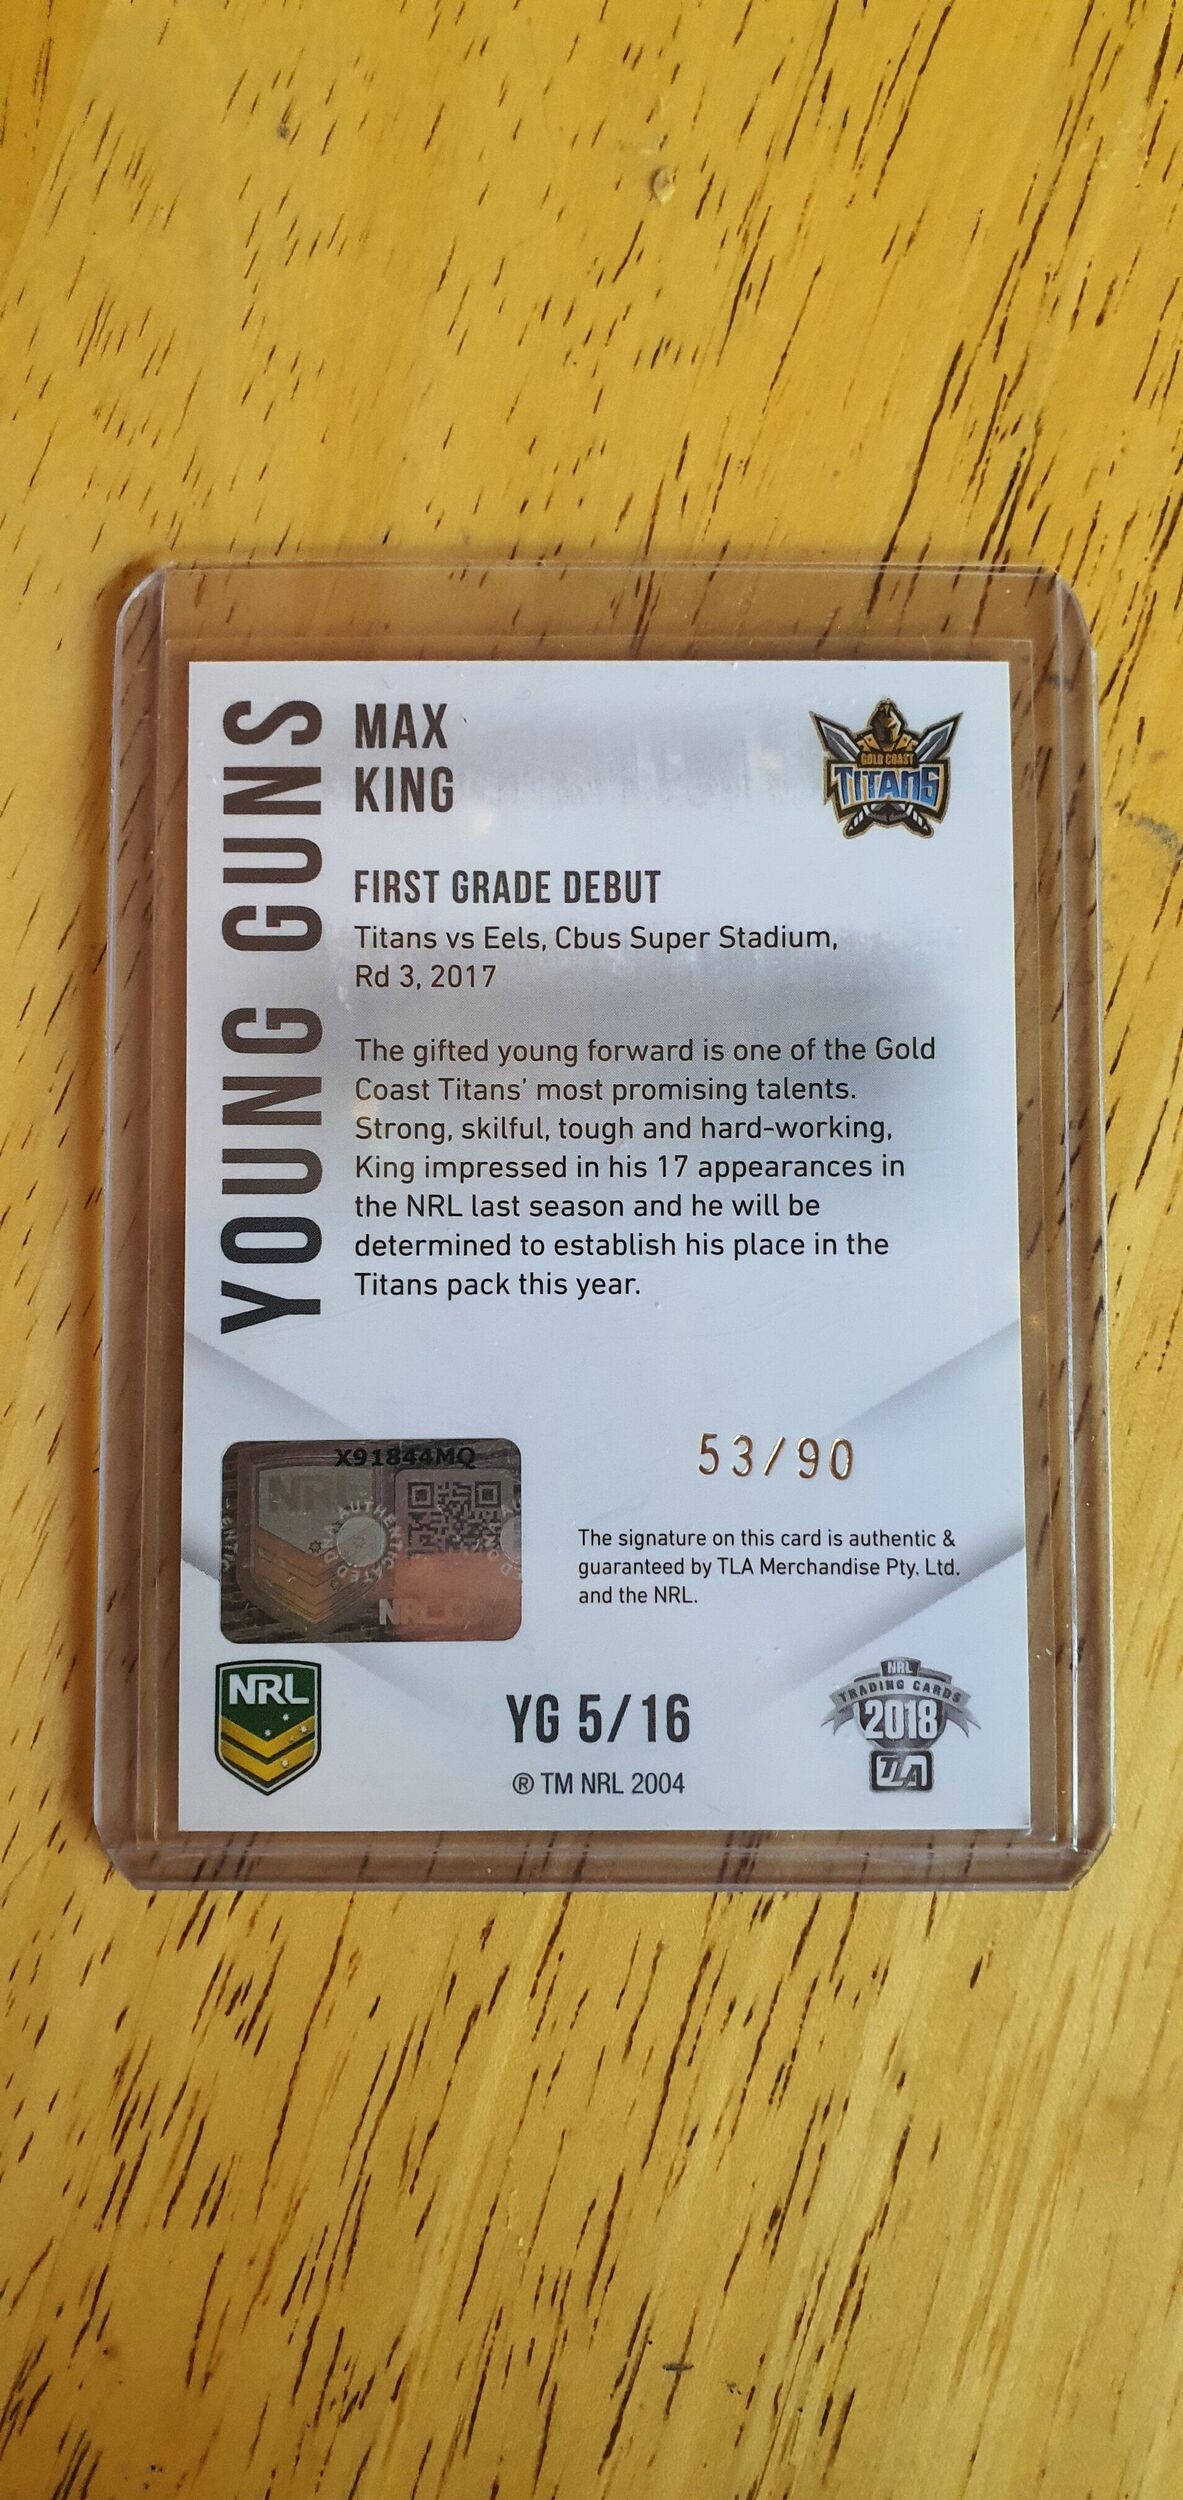 YOUNG GUNS
MAX
KING
GOLD COAST
TITANS
FIRST GRADE DEBUT
Titans vs Eels, Cbus Super Stadium,
Rd 3, 2017
The gifted young forward is one of the Gold
Coast Titans' most promising talents.
Strong, skilful, tough and hard-working,
King impressed in his 17 appearances in
the NRL last season and he will be
determined to establish his place in the
Titans pack this year.
X91844MQ
NRL
AUTHENTICATED
53/90
The signature on this card is authentic &
guaranteed by TLA Merchandise Pty. Ltd.
and the NRL.
NRL
YG 5/16
® TM NRL 2004
NRL
TRADING CARDS
2018
TLA